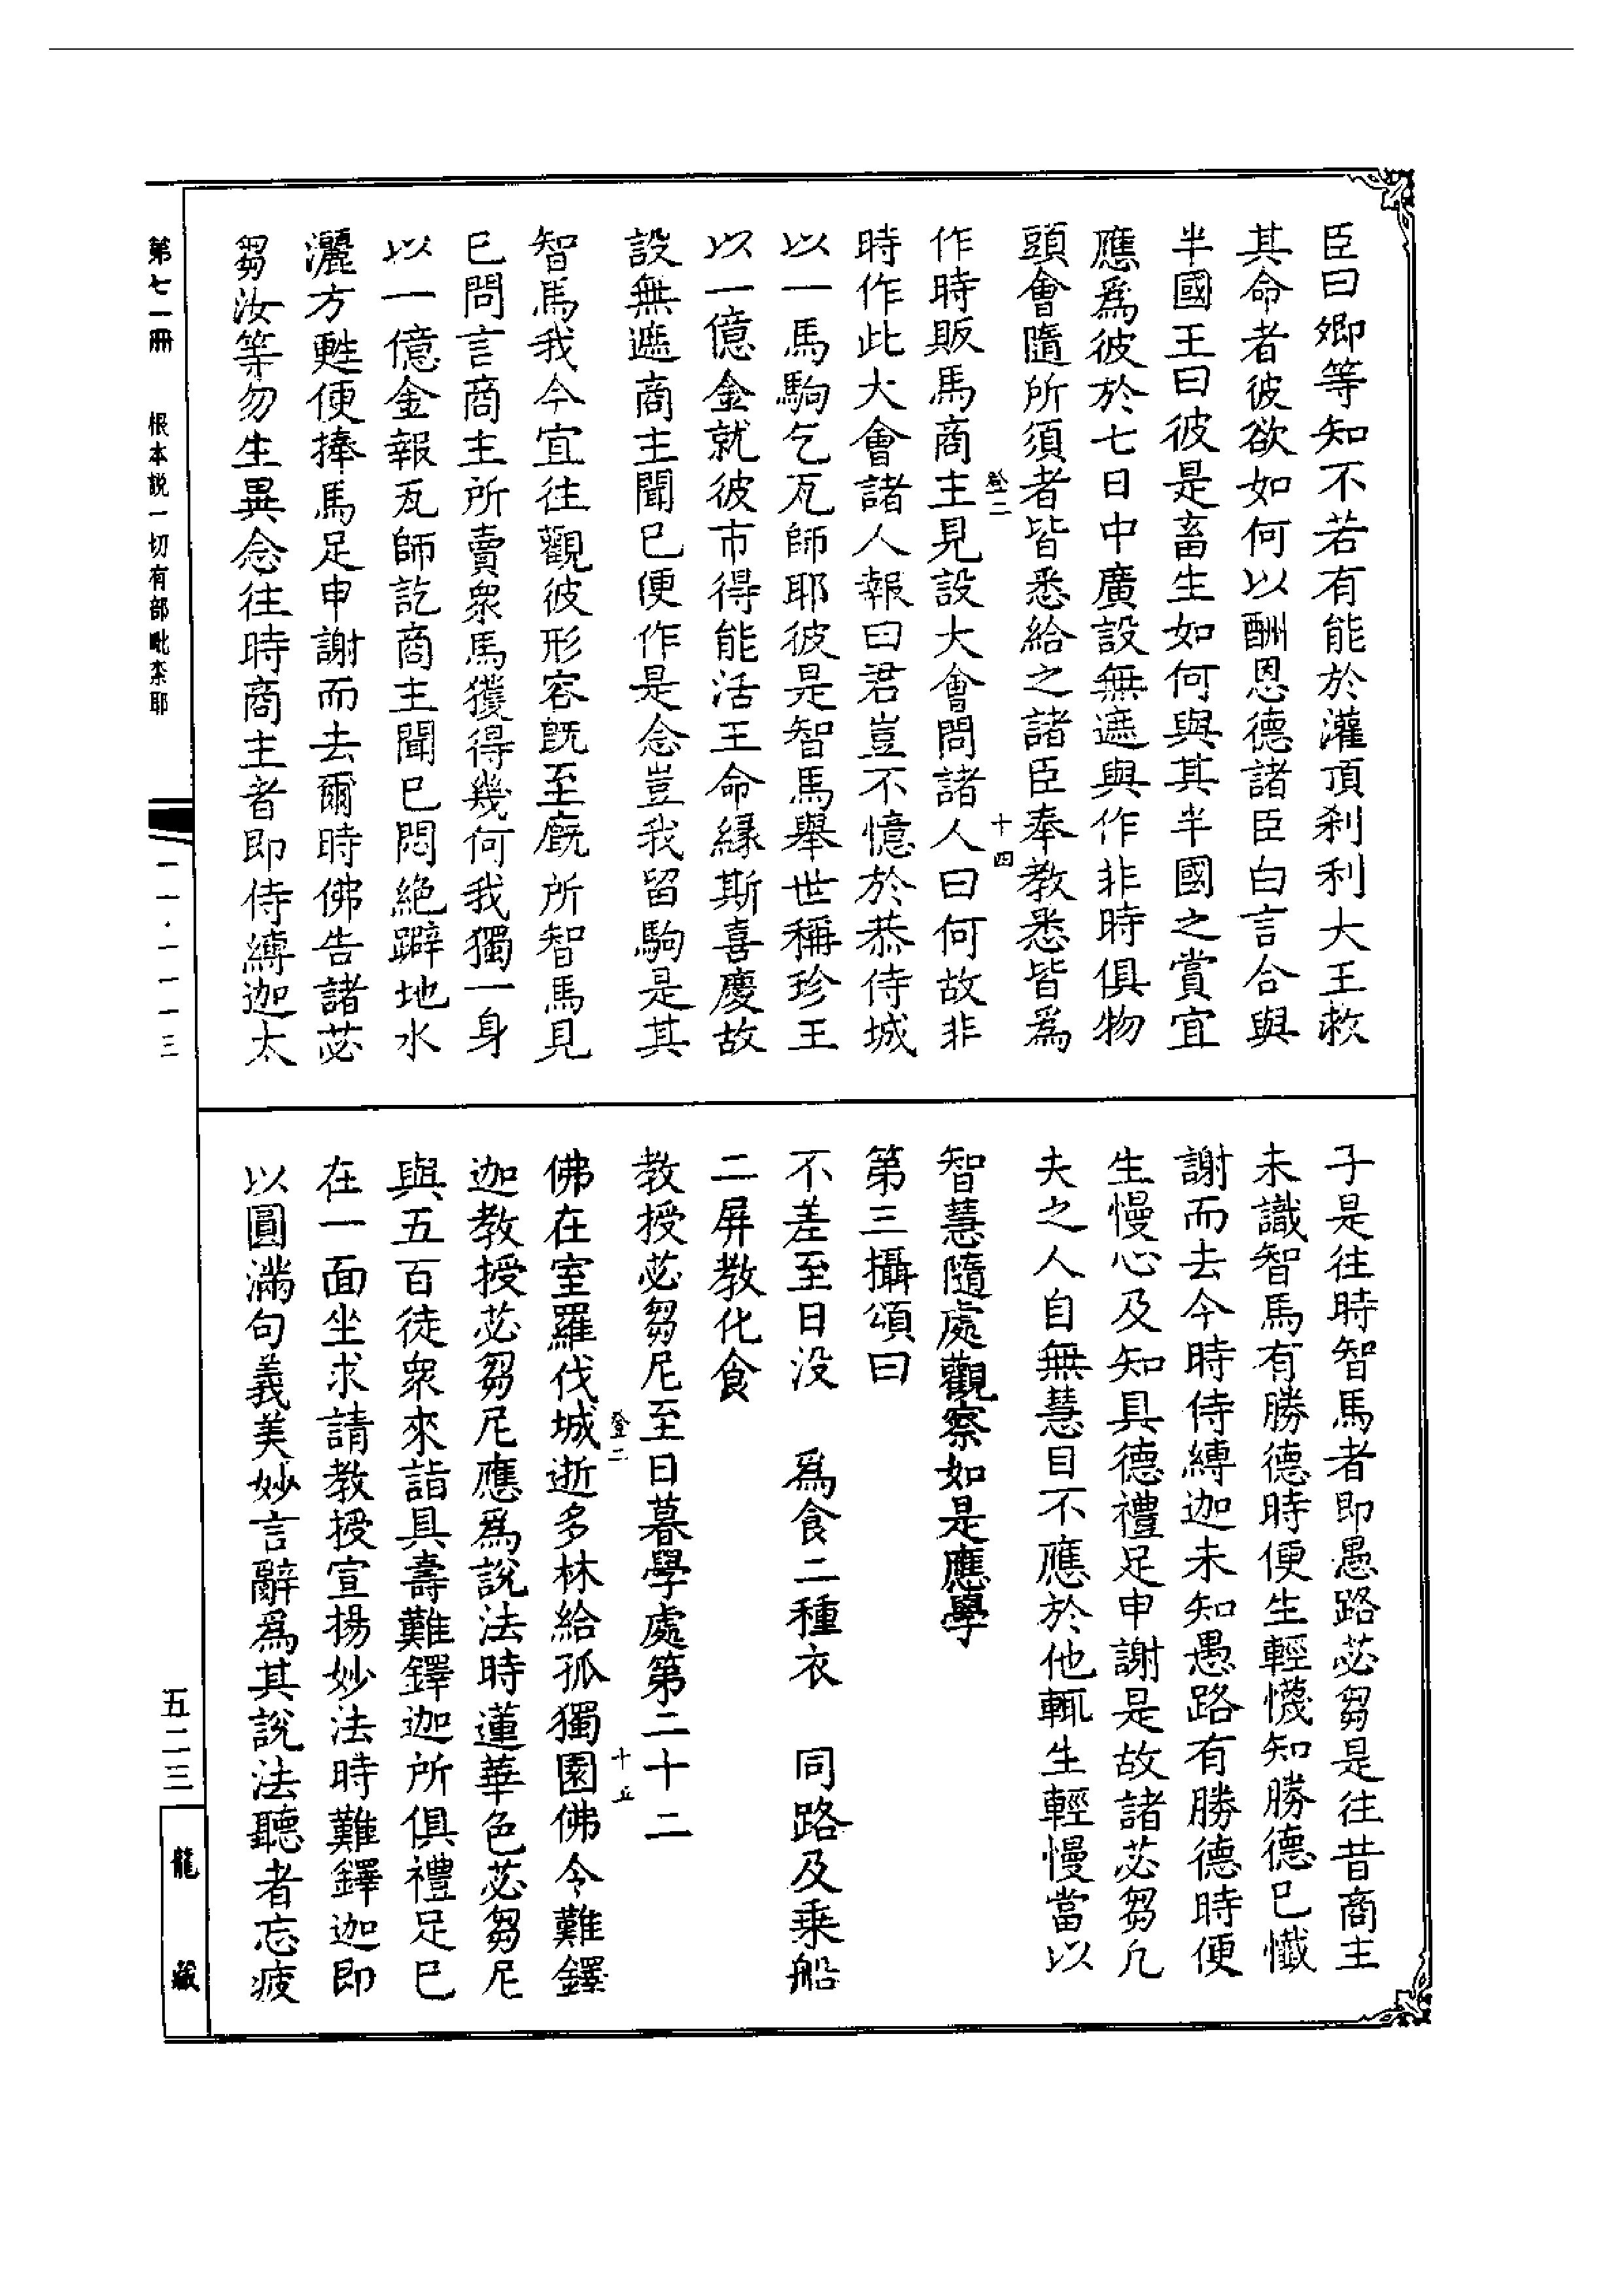 臣曰卿等知不若有能於灌頂刹利大王救
其命者彼欲如何以酬恩德諸臣白言合與
半國王曰彼是畜生如何與其半國之賞宜
應爲彼於七日中廣設無遮與作非時俱物
頭會隨所須者皆悉給之諸臣奉教悉皆爲
登二 十四
作時販馬商主見設大會問諸人曰何故非
時作此大會諸人報曰君豈不憶於恭侍城
以一馬駒乞瓦師耶彼是智馬舉世稱珍王
以一億金就彼市得能活王命緣斯喜慶故
設無遮商主聞已便作是念豈我留駒是其
智馬我今宜往觀彼形容既至廐所智馬見
已問言商主所賣衆馬獲得幾何我獨一身
以一億金報瓦師訖商主聞已悶絕躃地水
灑方甦便捧馬足申謝而去爾時佛告諸苾
芻汝等勿生異念往時商主者即侍縛迦太
子是往時智馬者即愚路苾芻是往昔商主
未識智馬有勝德時便生輕懱知勝德已懺
謝而去今時侍縛迦未知愚路有勝德時便
生慢心及知具德禮足申謝是故諸苾芻凡
夫之人自無慧目不應於他輒生輕慢當以
智慧隨處觀察如是應學
第三攝頌曰
不差至日没 爲食二種衣 同路及乘船
二屏教化食
教授苾芻尼至日暮學處第二十二
登二 十五
佛在室羅伐城逝多林給孤獨園佛令難鐸
迦教授苾芻尼應爲說法時蓮華色苾芻尼
與五百徒衆來詣具壽難鐸迦所俱禮足已
在一面坐求請教授宣揚妙法時難鐸迦即
以圓滿句義美妙言辭爲其說法聽者忘疲
第七一冊 根本説一切有部毗柰耶
一一·一一一三
五二三
龍藏